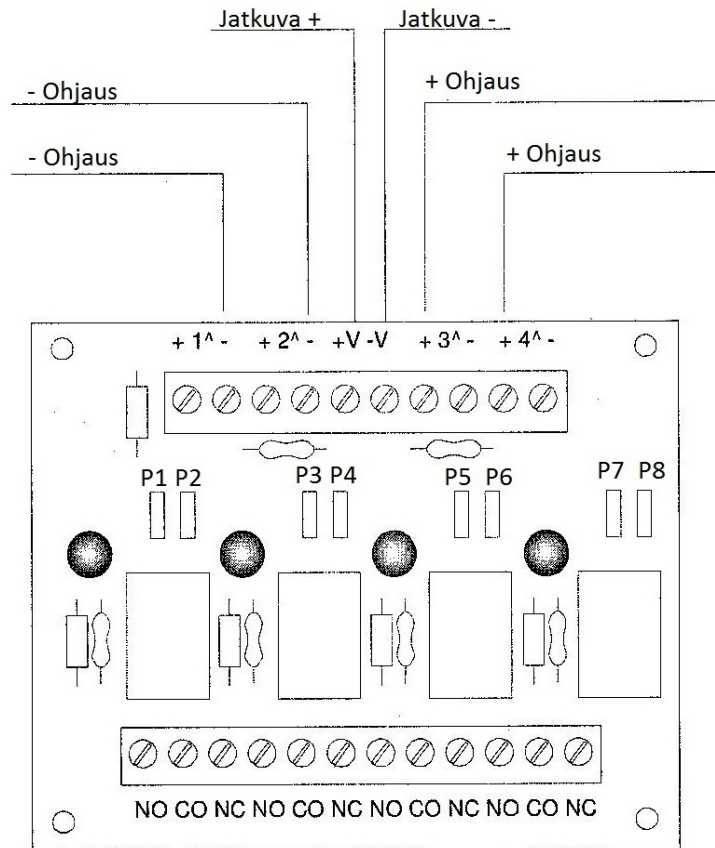 Jatkuva + Jatkuva -
- Ohjaus + Ohjaus
- Ohjaus + Ohjaus
+ 1^ - + 2^ - +V -V + 3^ - + 4^ -
P1 P2 P3 P4 P5 P6 P7 P8
NO CO NC NO CO NC NO CO NC NO CO NC